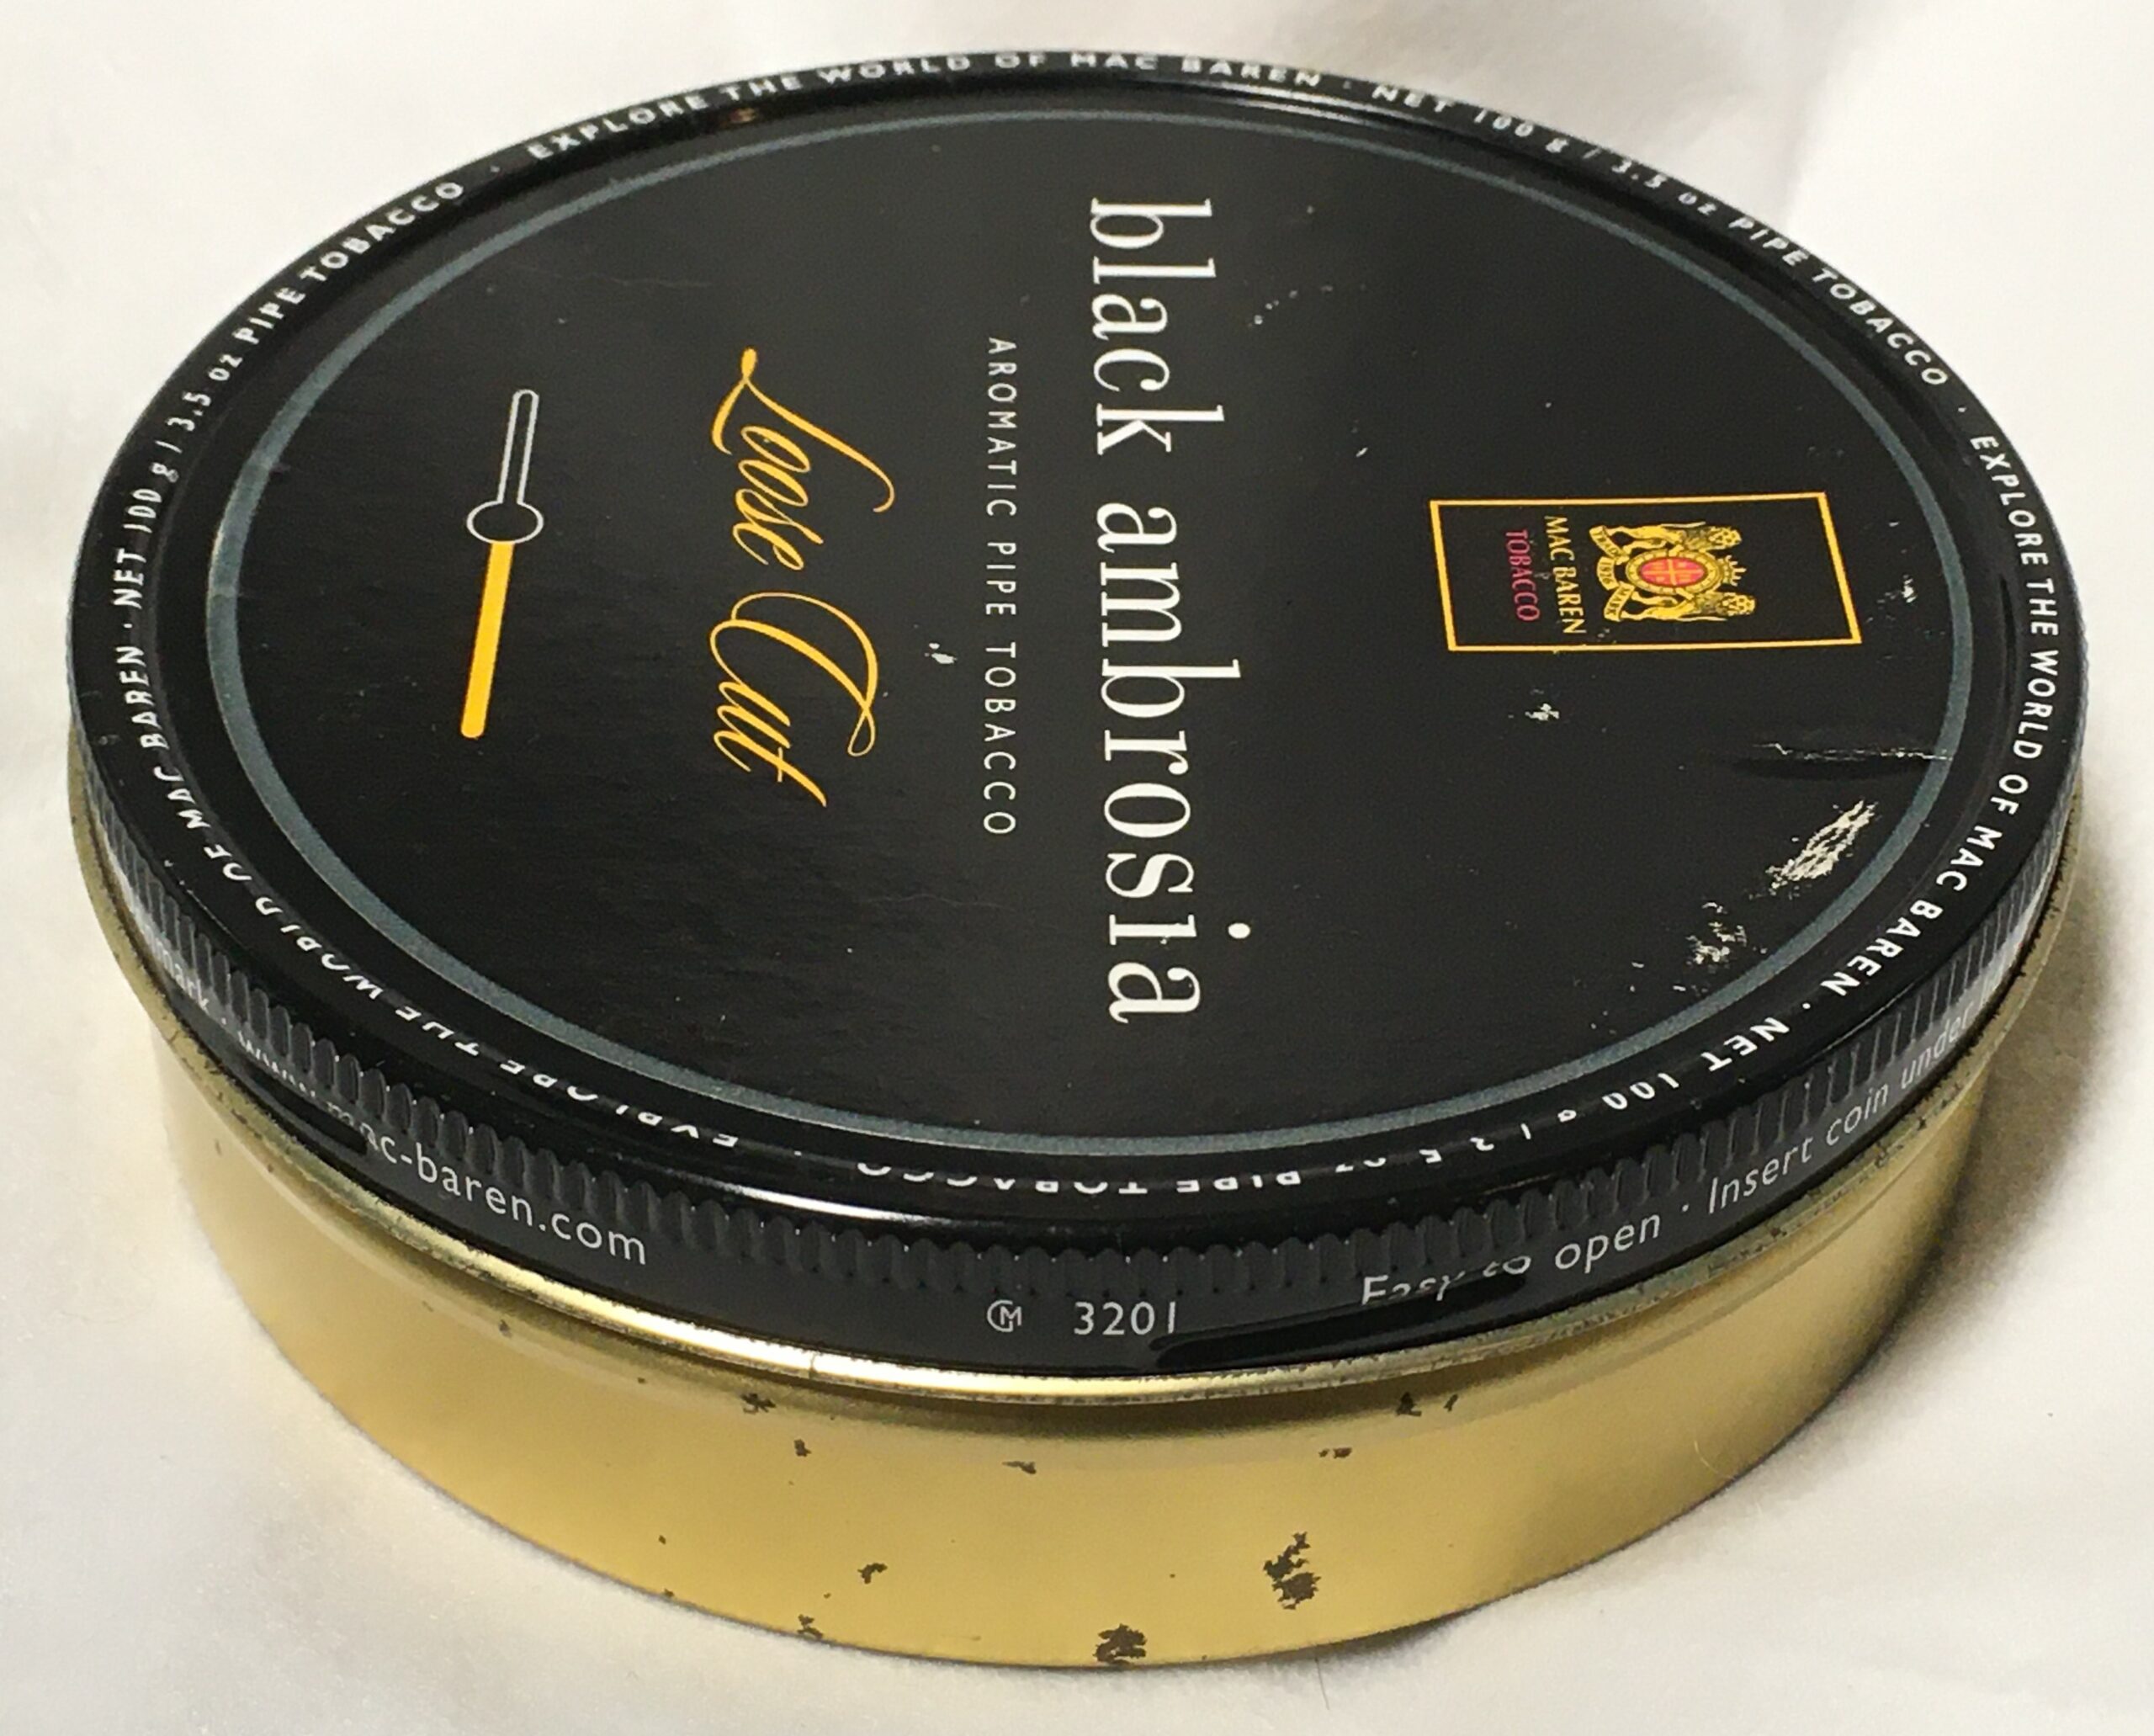 MAC BAREN
TOBACCO
black ambrosia
AROMATIC PIPE TOBACCO
Loose Cut
EXPLORE THE WORLD OF MAC BAREN · NET 100 g / 3.5 oz PIPE TOBACCO · EXPLORE THE WORLD OF MAC BAREN · NET 100 g / 3.5 oz PIPE TOBACCO · EXPLORE THE WORLD OF MAC BAREN · NET 100 g / 3.5 oz PIPE TOBACCO ·
www.mac-baren.com
3201
Easy to open · Insert coin under